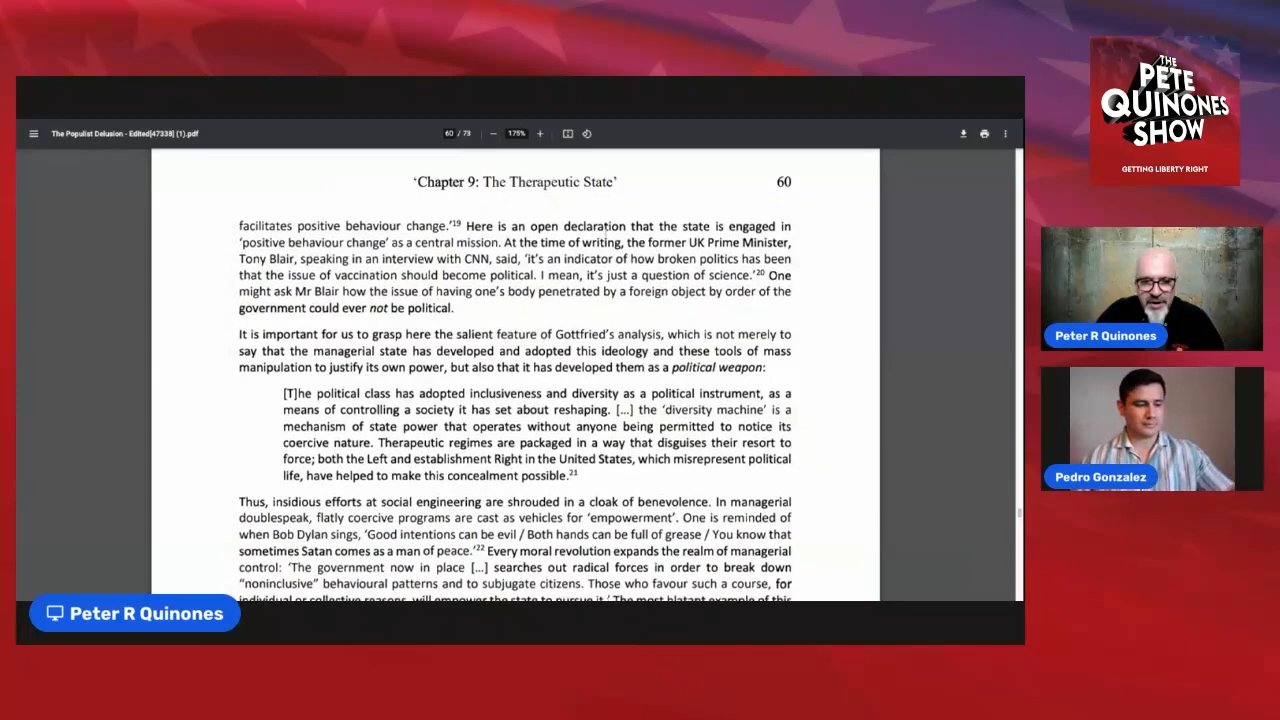 The Populist Delusion - Edited[47338] (1).pdf
60 / 73
175%
'Chapter 9: The Therapeutic State'
60
facilitates positive behaviour change.'19 Here is an open declaration that the state is engaged in
'positive behaviour change' as a central mission. At the time of writing, the former UK Prime Minister,
Tony Blair, speaking in an interview with CNN, said, 'it's an indicator of how broken politics has been
that the issue of vaccination should become political. I mean, it's just a question of science.'20 One
might ask Mr Blair how the issue of having one's body penetrated by a foreign object by order of the
government could ever not be political.
It is important for us to grasp here the salient feature of Gottfried's analysis, which is not merely to
say that the managerial state has developed and adopted this ideology and these tools of mass
manipulation to justify its own power, but also that it has developed them as a political weapon:
[T]he political class has adopted inclusiveness and diversity as a political instrument, as a
means of controlling a society it has set about reshaping. [...] the 'diversity machine' is a
mechanism of state power that operates without anyone being permitted to notice its
coercive nature. Therapeutic regimes are packaged in a way that disguises their resort to
force; both the Left and establishment Right in the United States, which misrepresent political
life, have helped to make this concealment possible.21
Thus, insidious efforts at social engineering are shrouded in a cloak of benevolence. In managerial
doublespeak, flatly coercive programs are cast as vehicles for 'empowerment'. One is reminded of
when Bob Dylan sings, 'Good intentions can be evil / Both hands can be full of grease / You know that
sometimes Satan comes as a man of peace.'22 Every moral revolution expands the realm of managerial
control: 'The government now in place [...] searches out radical forces in order to break down
"noninclusive" behavioural patterns and to subjugate citizens. Those who favour such a course, for
individual or collective reasons, will empower the state to pursue it.' The most blatant example of this
Peter R Quinones
THE
PETE
QUINONES
SHOW
GETTING LIBERTY RIGHT
Peter R Quinones
Pedro Gonzalez